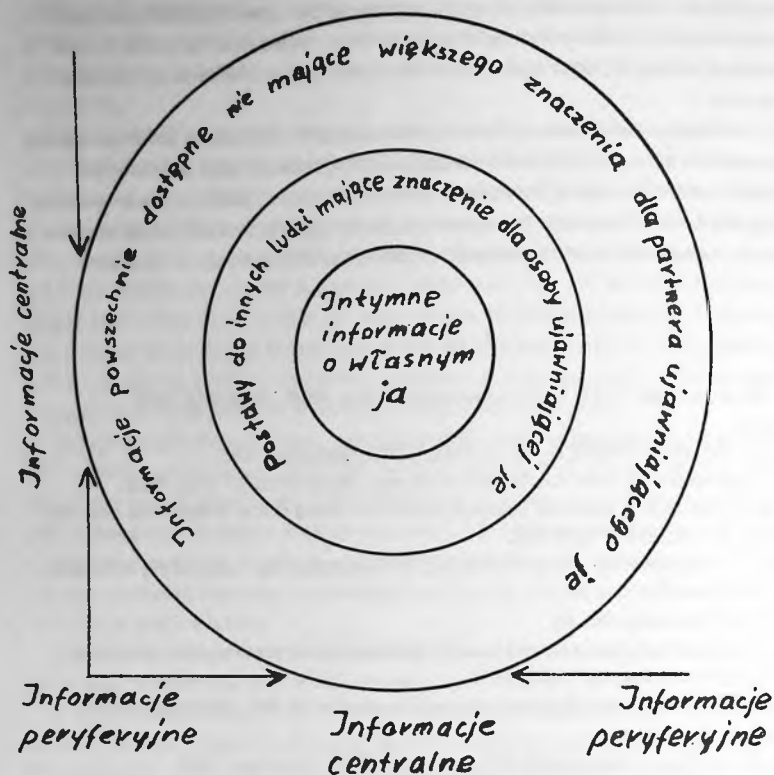 Informacje powszechnie dostępne nie mające większego znaczenia dla partnera ujawniającego je
Postawy do innych ludzi mające znaczenie dla osoby ujawniającej je
Intymne
informacje
o własnym
ja
Informacje centralne
Informacje
peryferyjne
Informacje
centralne
Informacje
peryferyjne